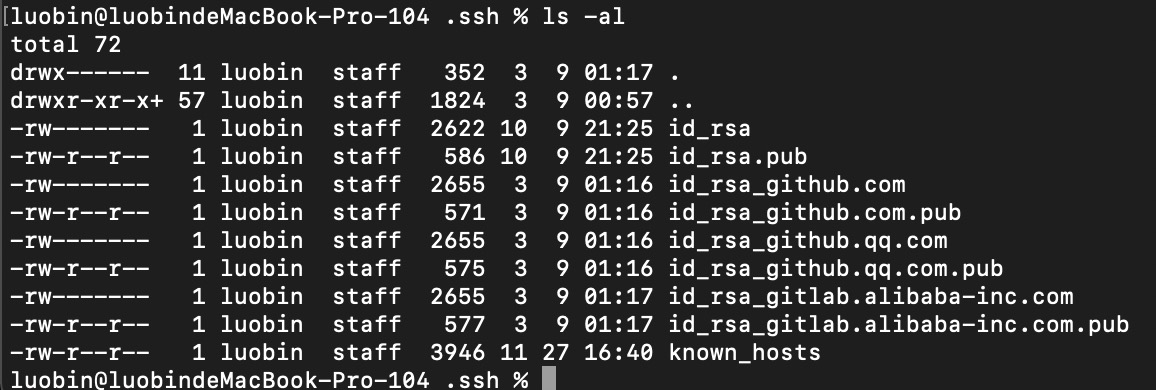 [luobin@luobindeMacBook-Pro-104 .ssh % ls -al
total 72
drwx------  11 luobin  staff   352  3  9 01:17 .
drwxr-xr-x+ 57 luobin  staff  1824  3  9 00:57 ..
-rw-------   1 luobin  staff  2622 10  9 21:25 id_rsa
-rw-r--r--   1 luobin  staff   586 10  9 21:25 id_rsa.pub
-rw-------   1 luobin  staff  2655  3  9 01:16 id_rsa_github.com
-rw-r--r--   1 luobin  staff   571  3  9 01:16 id_rsa_github.com.pub
-rw-------   1 luobin  staff  2655  3  9 01:16 id_rsa_github.qq.com
-rw-r--r--   1 luobin  staff   575  3  9 01:16 id_rsa_github.qq.com.pub
-rw-------   1 luobin  staff  2655  3  9 01:17 id_rsa_gitlab.alibaba-inc.com
-rw-r--r--   1 luobin  staff   577  3  9 01:17 id_rsa_gitlab.alibaba-inc.com.pub
-rw-r--r--   1 luobin  staff  3946 11 27 16:40 known_hosts
luobin@luobindeMacBook-Pro-104 .ssh %